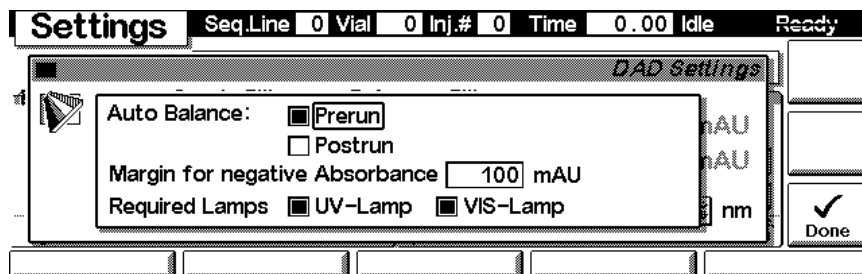 Settings Seq.Line 0 Vial 0 Inj.# 0 Time 0.00 Idle Ready
DAD Settings
Auto Balance: Prerun
mAU
Postrun
mAU
Margin for negative Absorbance 100 mAU
Required Lamps UV-Lamp VIS-Lamp nm
Done